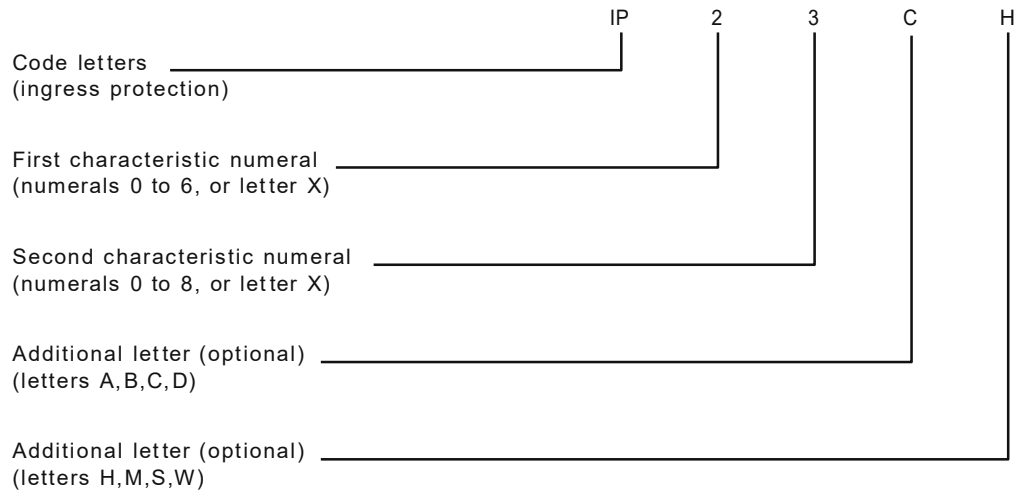 IP 2 3 C H
Code letters
(ingress protection)
First characteristic numeral
(numerals 0 to 6, or letter X)
Second characteristic numeral
(numerals 0 to 8, or letter X)
Additional letter (optional)
(letters A,B,C,D)
Additional letter (optional)
(letters H,M,S,W)